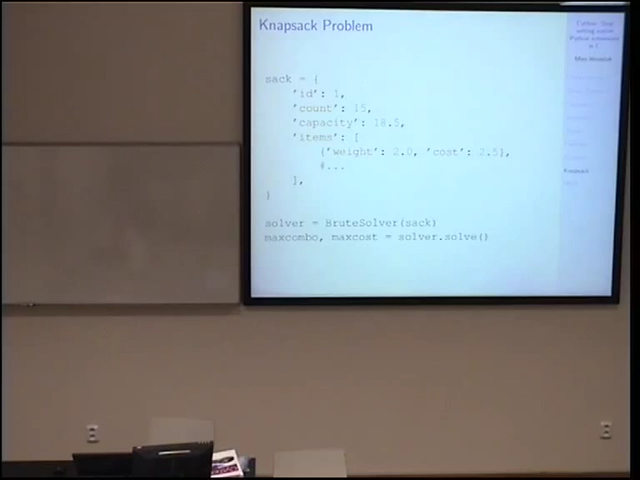 Knapsack Problem
sack = {
'id': 1,
'count': 15,
'capacity': 18.5,
'items': [
{'weight': 2.0, 'cost': 2.5},
#...
],
}
solver = BruteSolver(sack)
maxcombo, maxcost = solver.solve()
Knapsack